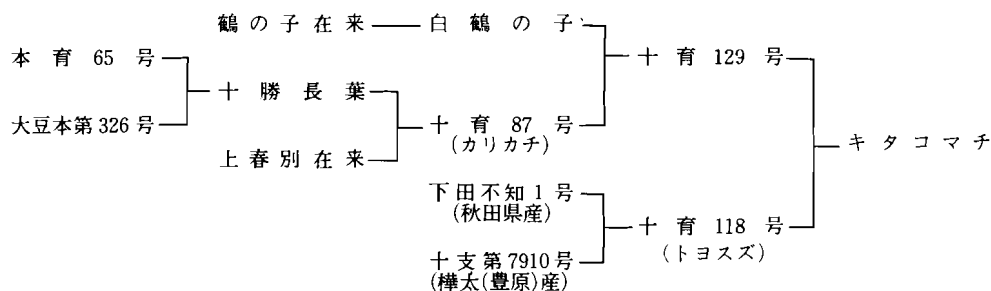 鶴の子在来
白鶴の子
本育65号
十育129号
十勝長葉
大豆本第326号
十育87号
(カリカチ)
キタコマチ
上春別在来
下田不知1号
(秋田県産)
十育118号
(トヨスズ)
十支第7910号
(樺太(豊原)産)